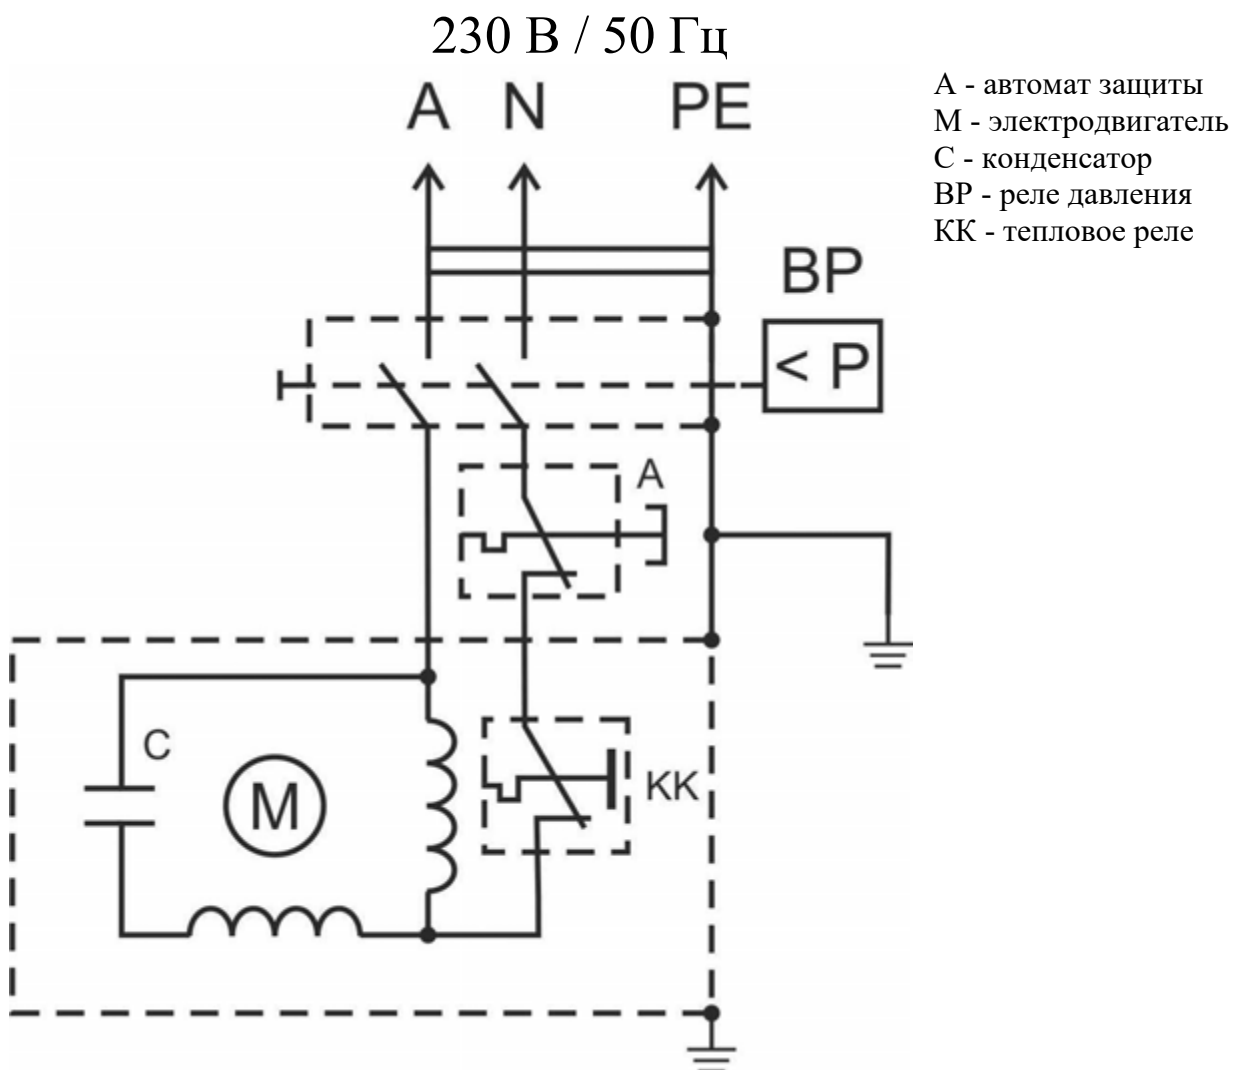 230 В / 50 Гц
A N PE
А - автомат защиты
М - электродвигатель
С - конденсатор
ВР - реле давления
КК - тепловое реле
BP
< P
A
C
M
KK